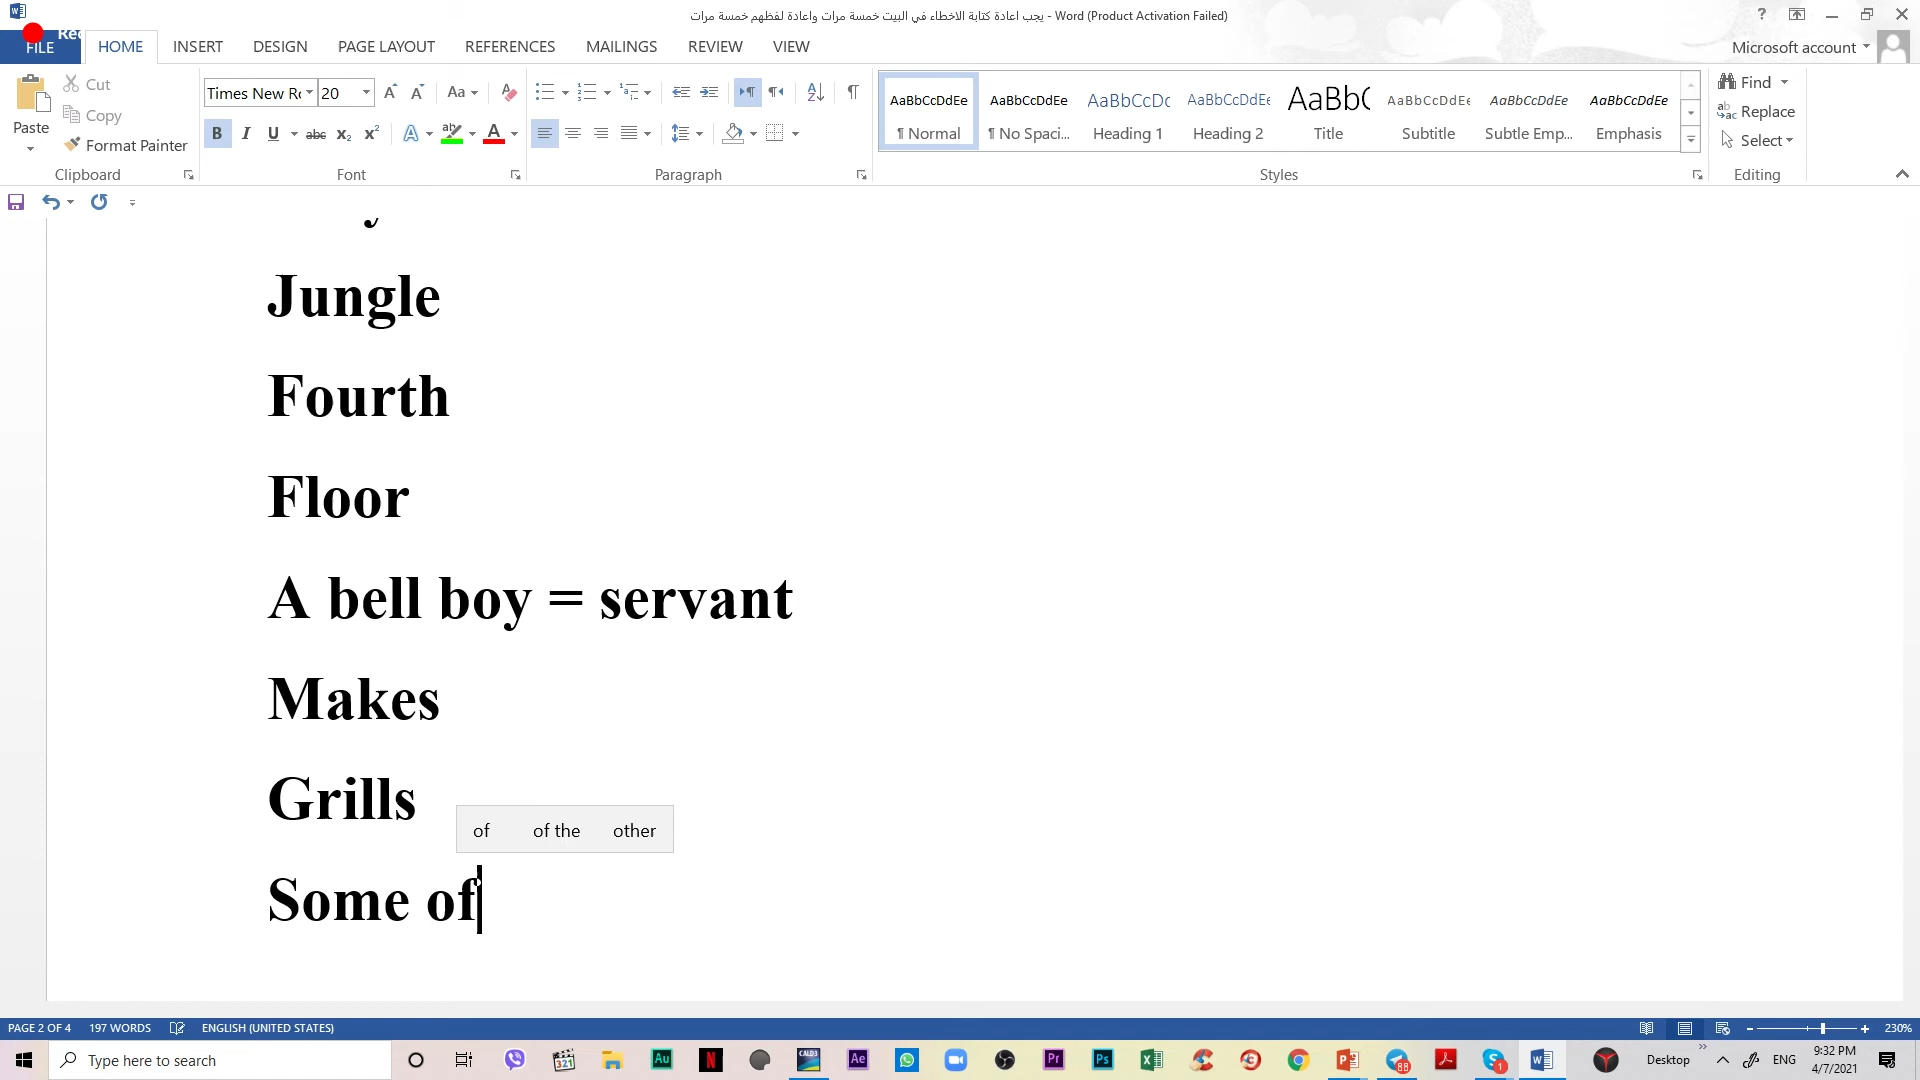 يجب اعادة كتابة الاخطاء في البيت خمسة مرات واعادة لفظهم خمسة مرات - Word (Product Activation Failed)
FILE HOME INSERT DESIGN PAGE LAYOUT REFERENCES MAILINGS REVIEW VIEW Microsoft account
Paste
Cut
Copy
Format Painter
Times New Ro 20
AaBbCcDdEe AaBbCcDdEe AaBbCcDc AaBbCcDdEe AaBb( AaBbCcDdEe AaBbCcDdEe AaBbCcDdEe
¶ Normal ¶ No Spaci... Heading 1 Heading 2 Title Subtitle Subtle Emp... Emphasis
Find
Replace
Select
Clipboard Font Paragraph Styles Editing
Jungle
Fourth
Floor
A bell boy = servant
Makes
Grills
of of the other
Some of
PAGE 2 OF 4 197 WORDS ENGLISH (UNITED STATES) 230%
Type here to search
Desktop ENG 9:32 PM
4/7/2021